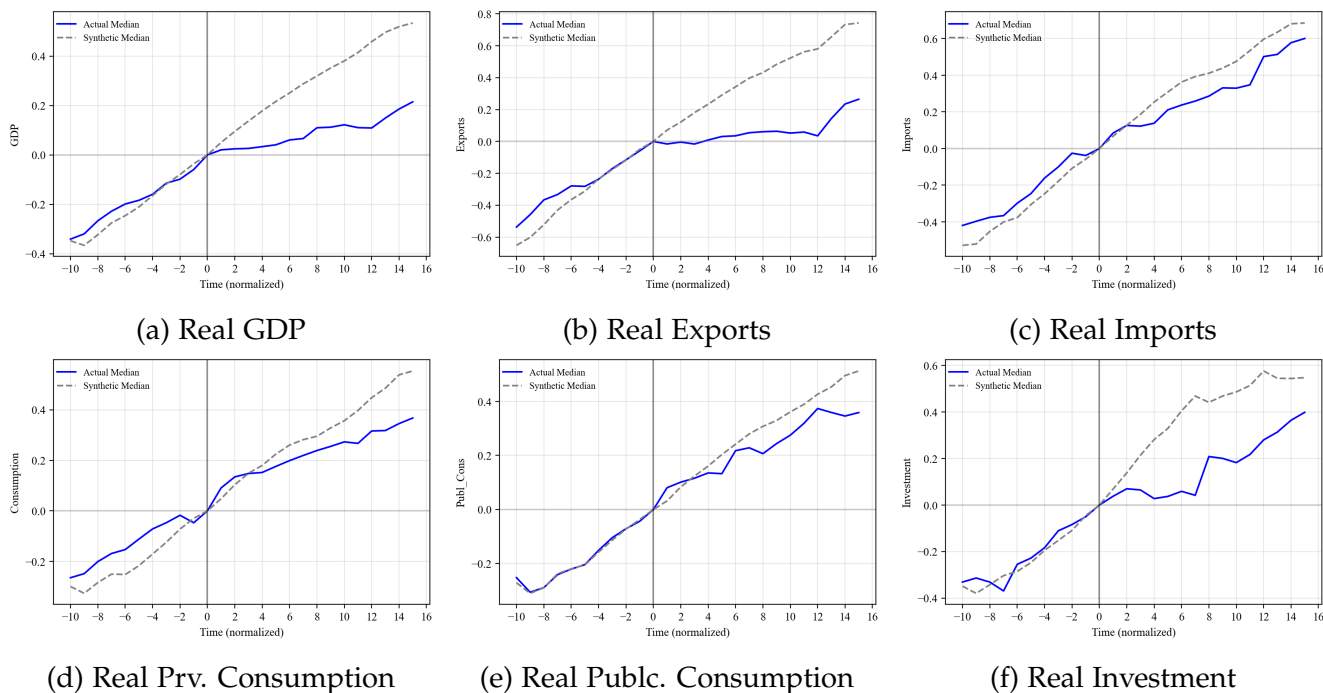 Actual Median
Synthetic Median
0.4
0.2
0.0
−0.2
−0.4
GDP
−10 −8 −6 −4 −2 0 2 4 6 8 10 12 14 16
Time (normalized)
(a) Real GDP
Actual Median
Synthetic Median
0.8
0.6
0.4
0.2
0.0
−0.2
−0.4
−0.6
Exports
−10 −8 −6 −4 −2 0 2 4 6 8 10 12 14 16
Time (normalized)
(b) Real Exports
Actual Median
Synthetic Median
0.6
0.4
0.2
0.0
−0.2
−0.4
Imports
−10 −8 −6 −4 −2 0 2 4 6 8 10 12 14 16
Time (normalized)
(c) Real Imports
Actual Median
Synthetic Median
0.4
0.2
0.0
−0.2
Consumption
−10 −8 −6 −4 −2 0 2 4 6 8 10 12 14 16
Time (normalized)
(d) Real Prv. Consumption
Actual Median
Synthetic Median
0.4
0.2
0.0
−0.2
Publ_Cons
−10 −8 −6 −4 −2 0 2 4 6 8 10 12 14 16
Time (normalized)
(e) Real Publc. Consumption
Actual Median
Synthetic Median
0.6
0.4
0.2
0.0
−0.2
−0.4
Investment
−10 −8 −6 −4 −2 0 2 4 6 8 10 12 14 16
Time (normalized)
(f) Real Investment